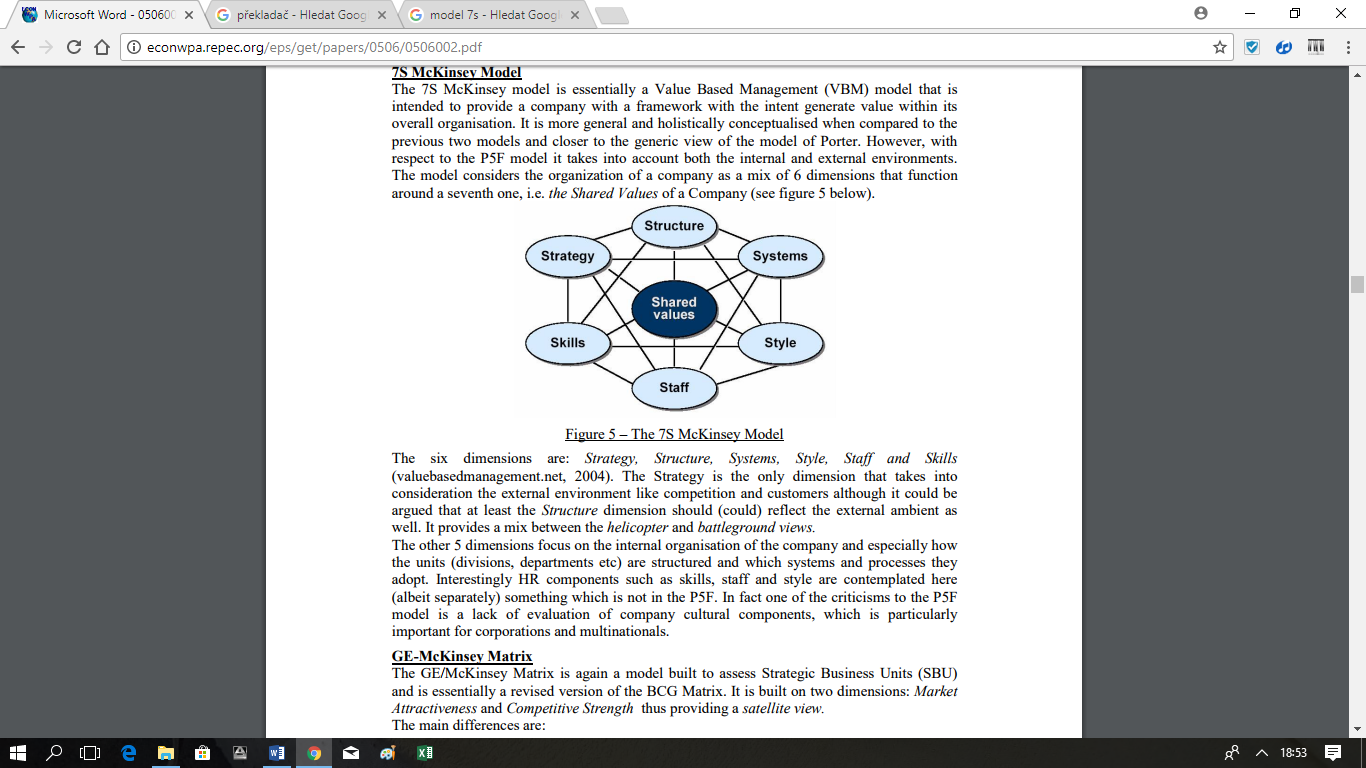 Microsoft Word - 05060
překladač - Hledat Goog
model 7s - Hledat Goog
econwpa.repec.org/eps/get/papers/0506/0506002.pdf
7S McKinsey Model
The 7S McKinsey model is essentially a Value Based Management (VBM) model that is
intended to provide a company with a framework with the intent generate value within its
overall organisation. It is more general and holistically conceptualised when compared to the
previous two models and closer to the generic view of the model of Porter. However, with
respect to the P5F model it takes into account both the internal and external environments.
The model considers the organization of a company as a mix of 6 dimensions that function
around a seventh one, i.e. the Shared Values of a Company (see figure 5 below).
Structure
Strategy
Systems
Shared
values
Skills
Style
Staff
Figure 5 – The 7S McKinsey Model
The six dimensions are: Strategy, Structure, Systems, Style, Staff and Skills
(valuebasedmanagement.net, 2004). The Strategy is the only dimension that takes into
consideration the external environment like competition and customers although it could be
argued that at least the Structure dimension should (could) reflect the external ambient as
well. It provides a mix between the helicopter and battleground views.
The other 5 dimensions focus on the internal organisation of the company and especially how
the units (divisions, departments etc) are structured and which systems and processes they
adopt. Interestingly HR components such as skills, staff and style are contemplated here
(albeit separately) something which is not in the P5F. In fact one of the criticisms to the P5F
model is a lack of evaluation of company cultural components, which is particularly
important for corporations and multinationals.
GE-McKinsey Matrix
The GE/McKinsey Matrix is again a model built to assess Strategic Business Units (SBU)
and is essentially a revised version of the BCG Matrix. It is built on two dimensions: Market
Attractiveness and Competitive Strength thus providing a satellite view.
The main differences are:
18:53